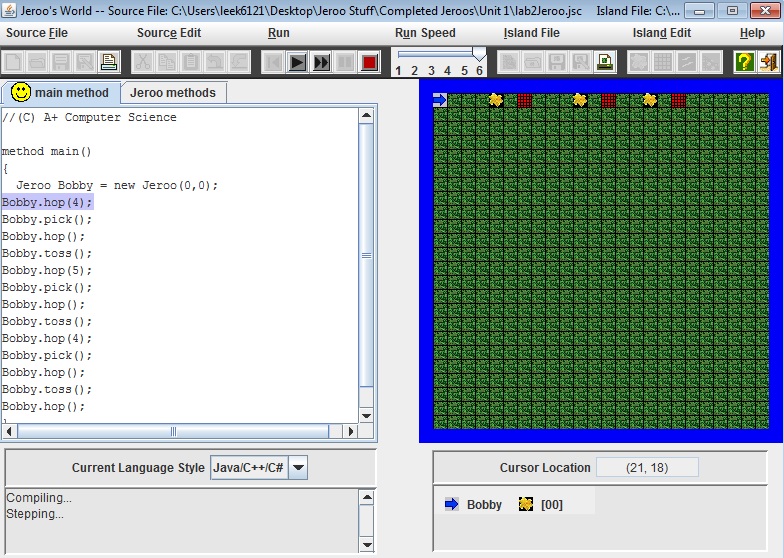 Jeroo's World -- Source File: C:\Users\leek6121\Desktop\Jeroo Stuff\Completed Jeroos\Unit 1\lab2Jeroo.jsc Island File: C:\...
Source File Source Edit Run Run Speed Island File Island Edit Help
1 2 3 4 5 6
main method Jeroo methods
//(C) A+ Computer Science
method main()
{
Jeroo Bobby = new Jeroo(0,0);
Bobby.hop(4);
Bobby.pick();
Bobby.hop();
Bobby.toss();
Bobby.hop(5);
Bobby.pick();
Bobby.hop();
Bobby.toss();
Bobby.hop(4);
Bobby.pick();
Bobby.hop();
Bobby.toss();
Bobby.hop();
Current Language Style Java/C++/C#
Compiling...
Stepping...
Cursor Location (21, 18)
Bobby [00]